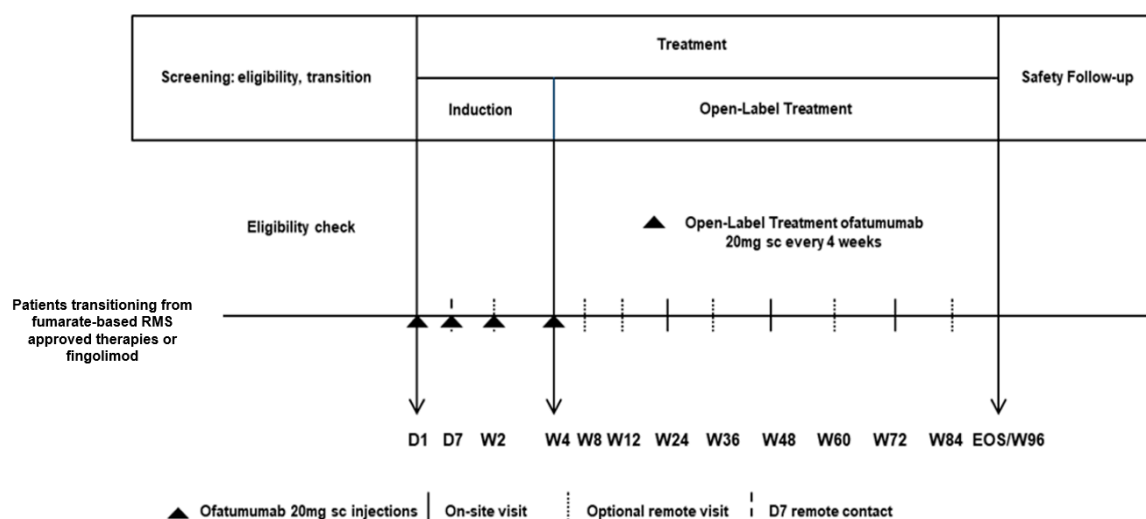 Treatment
Screening: eligibility, transition
Safety Follow-up
Induction
Open-Label Treatment
Eligibility check
Open-Label Treatment ofatumumab
20mg sc every 4 weeks
Patients transitioning from
fumarate-based RMS
approved therapies or
fingolimod
D1 D7 W2 W4 W8 W12 W24 W36 W48 W60 W72 W84 EOS/W96
Ofatumumab 20mg sc injections On-site visit Optional remote visit D7 remote contact